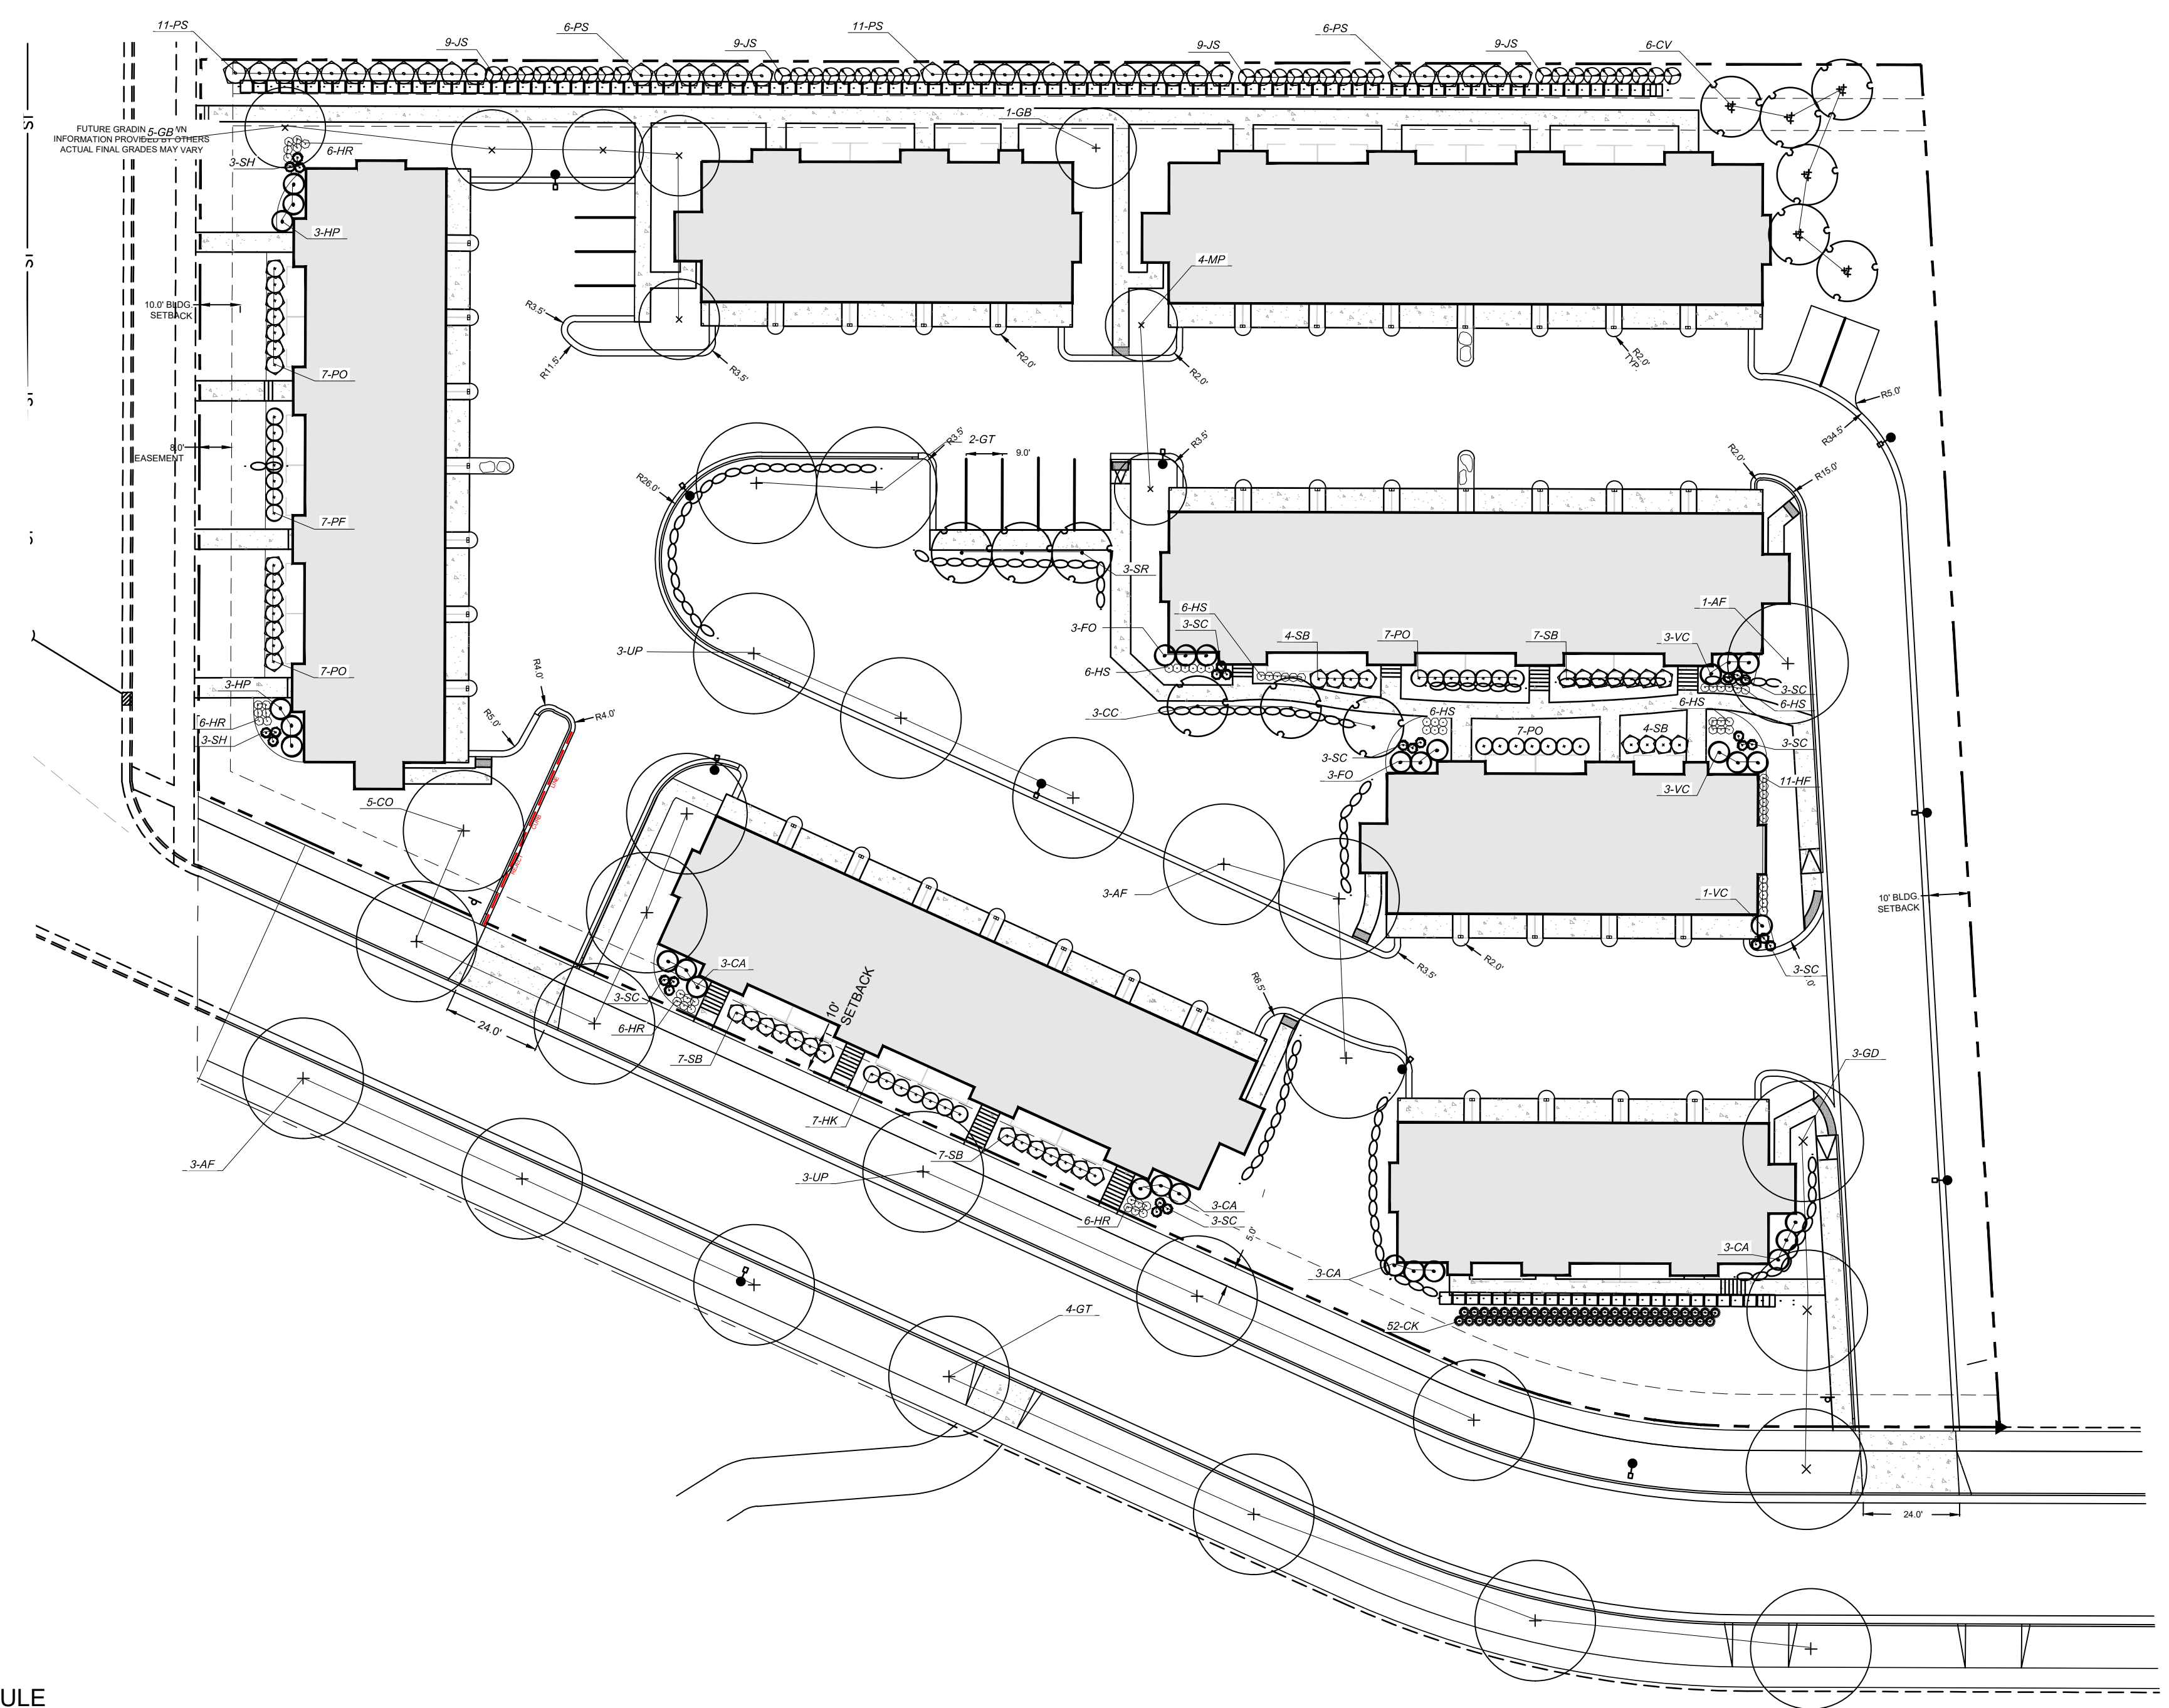 11-PS
6-PS
11-PS
6-PS
9-JS
9-JS
9-JS
9-JS
6-CV
1-GB
FUTURE GRADIN
WN
5-GB
INFORMATION PROVIDED BY OTHERS
ACTUAL FINAL GRADES MAY VARY
6-HR
3-SH
3-HP
4-MP
10.0' BLDG.
SETBACK
R3.5'
R11.5'
R3.5'
R2.0'
R2.0'
R2.0'
TYP.
7-PO
R5.0'
R34.5'
8.0'
EASEMENT
2-GT
R3.5'
9.0'
R3.5'
R26.0'
R2.0'
R15.0'
7-PF
3-SR
6-HS
3-SC
1-AF
3-FO
4-SB
7-PO
7-SB
3-VC
3-UP
6-HS
7-PO
3-HP
3-SC
6-HS
6-HS
R4.0'
R5.0'
R4.0'
3-CC
6-HS
6-HR
3-SH
7-PO
4-SB
3-SC
3-SC
3-FO
3-VC
11-HF
5-CO
3-AF
1-VC
10' BLDG.
SETBACK
3-CA
3-SC
R3.5'
R2.0'
3-SC
10'
SETBACK
R6.5'
6-HR
24.0'
7-SB
3-GD
7-HK
7-SB
3-AF
3-UP
3-CA
3-SC
6-HR
5.0'
3-CA
3-CA
4-GT
52-CK
24.0'
ULE